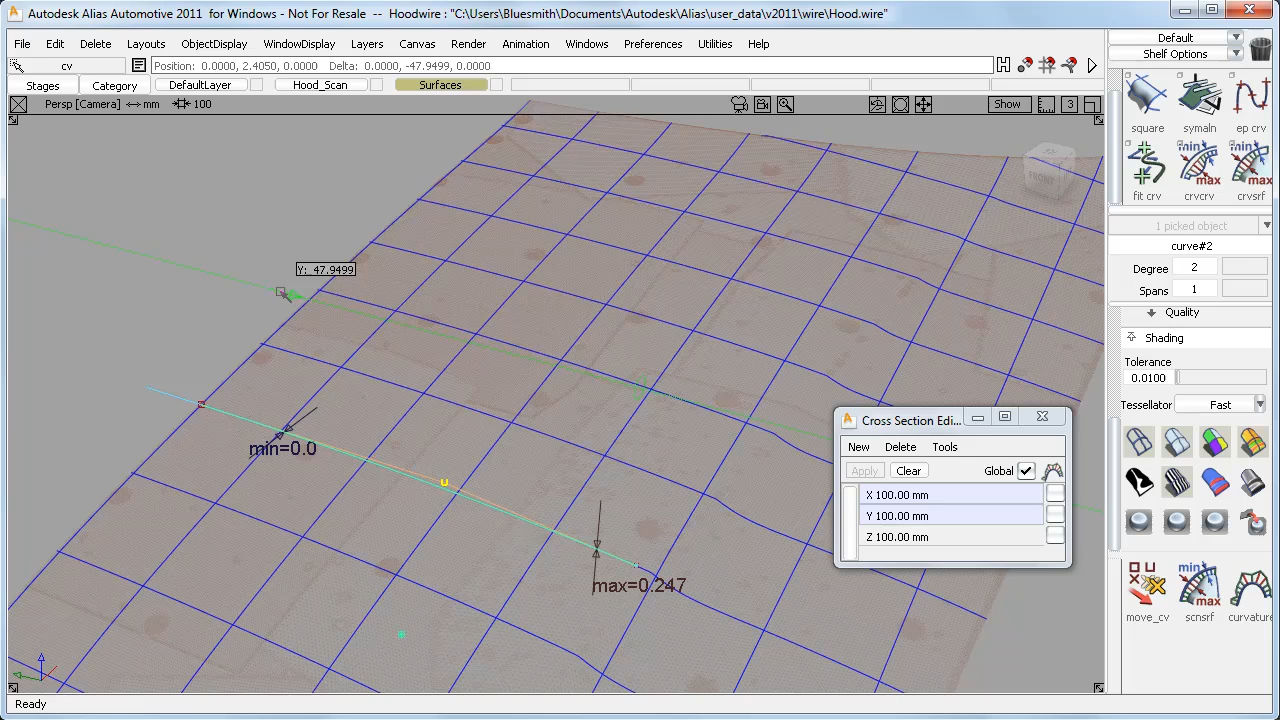 Autodesk Alias Automotive 2011 for Windows - Not For Resale -- Hoodwire : "C:\Users\Bluesmith\Documents\Autodesk\Alias\user_data\v2011\wire\Hood.wire"
File Edit Delete Layouts ObjectDisplay WindowDisplay Layers Canvas Render Animation Windows Preferences Utilities Help
cv Position: 0.0000, 2.4050, 0.0000 Delta: 0.0000, -47.9499, 0.0000
Stages Category DefaultLayer Hood_Scan Surfaces
Persp [Camera] mm 100 Show 3
Default
Shelf Options
square symaln ep crv
min max
fit crv crvcrv crvsrf
1 picked object
curve#2
Degree 2
Spans 1
Quality
Shading
Tolerance
0.0100
Tessellator Fast
min max
move_cv scnsrf curvature
FRONT
Y: 47.9499
min=0.0
u
max=0.247
Cross Section Edi...
New Delete Tools
Apply Clear Global
X 100.00 mm
Y 100.00 mm
Z 100.00 mm
Ready